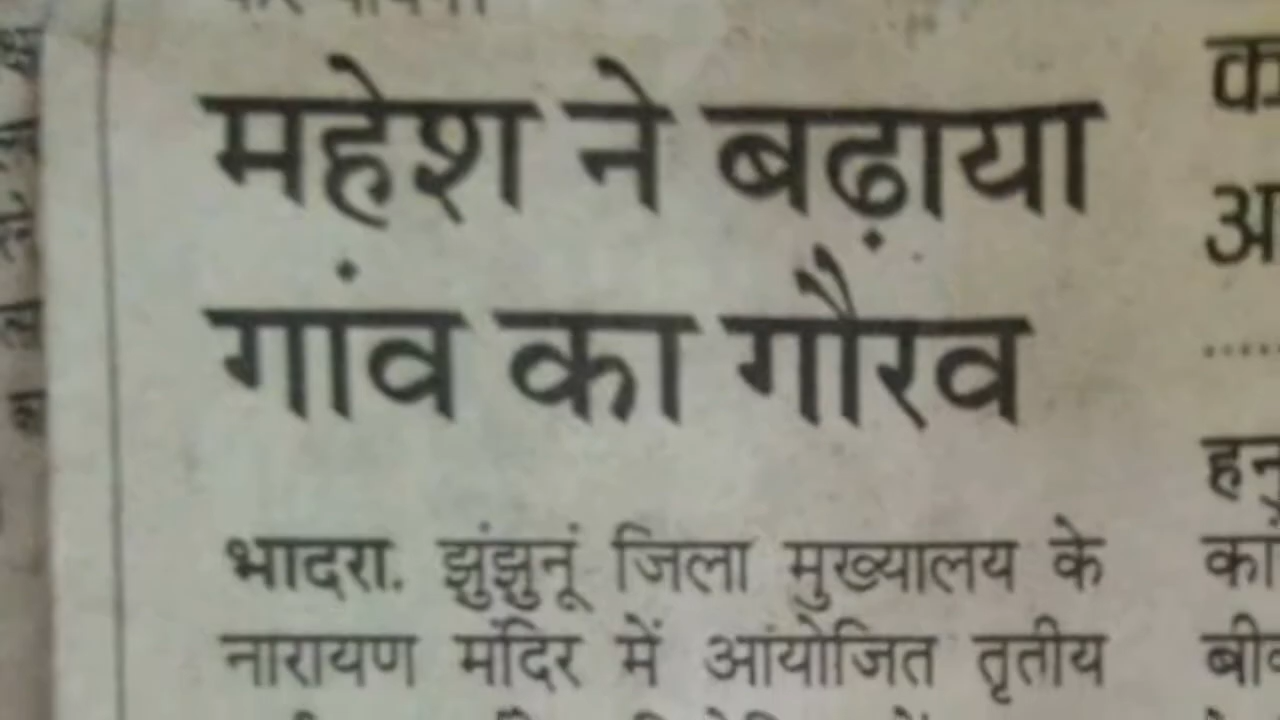 महेश ने बढ़ाया
गांव का गौरव
भादरा. झुंझुनूं जिला मुख्यालय के
नारायण मंदिर में आयोजित तृतीय